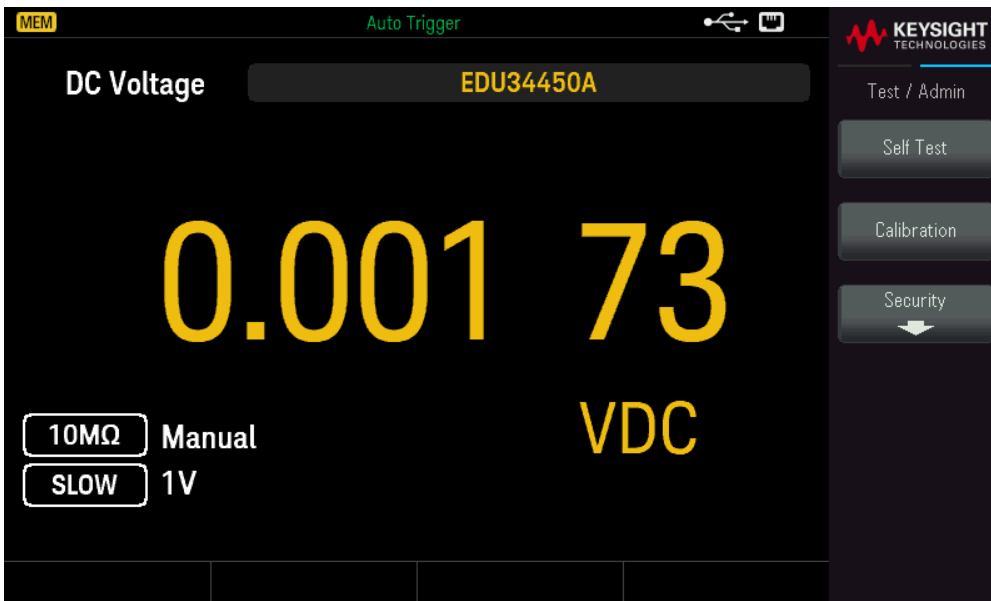 MEM
Auto Trigger
KEYSIGHT
TECHNOLOGIES
DC Voltage
EDU34450A
Test / Admin
Self Test
0.001 73
Calibration
Security
VDC
10MΩ Manual
SLOW 1V